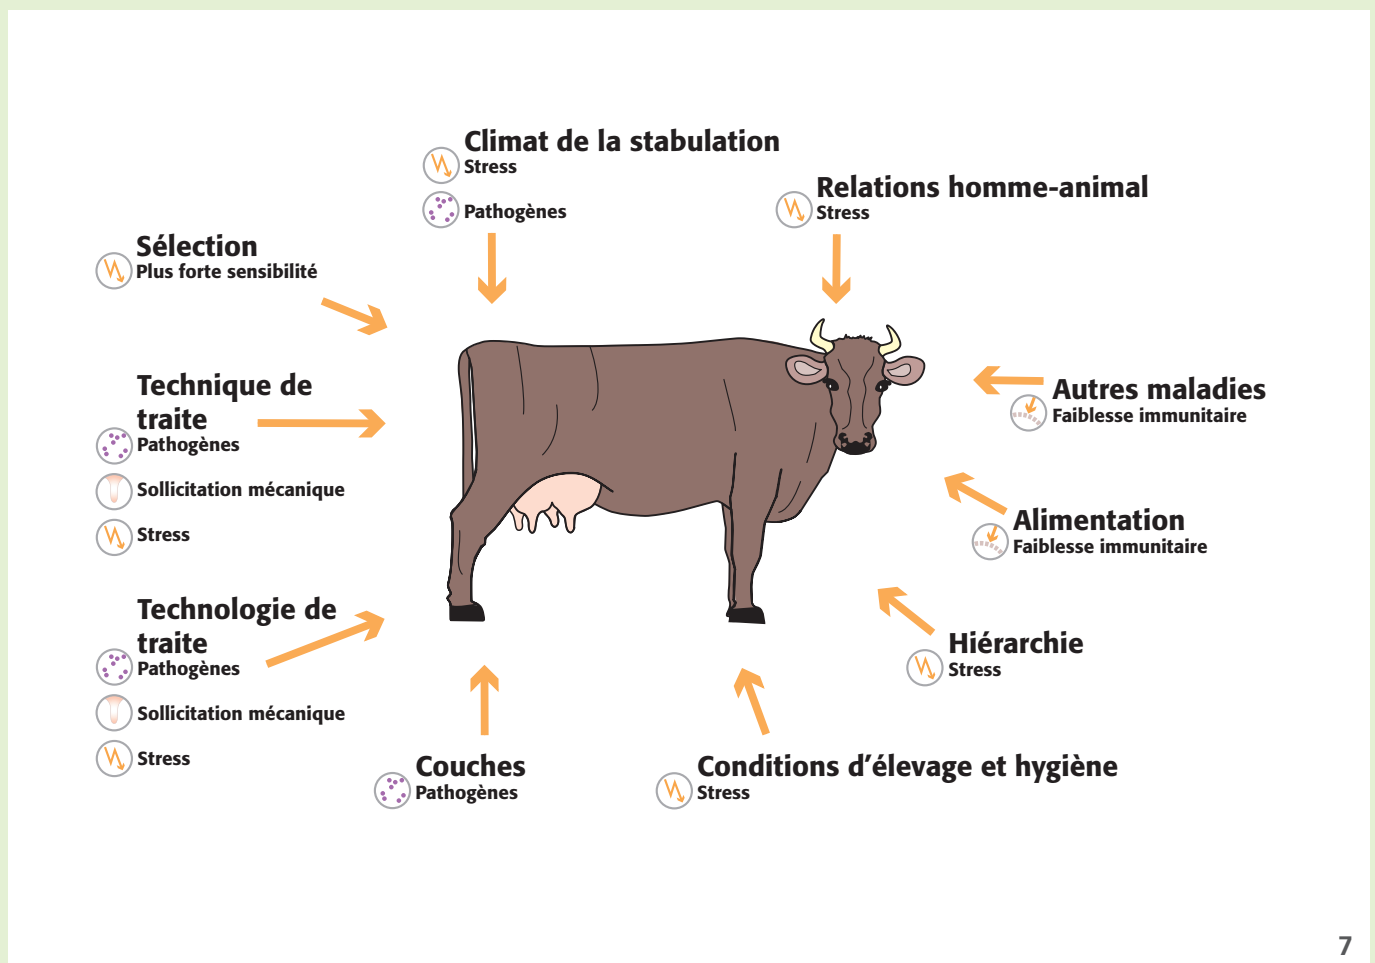 Climat de la stabulation
Stress
Pathogènes
Relations homme-animal
Stress
Sélection
Plus forte sensibilité
Technique de
traite
Pathogènes
Sollicitation mécanique
Stress
Autres maladies
Faiblesse immunitaire
Alimentation
Faiblesse immunitaire
Technologie de
traite
Pathogènes
Sollicitation mécanique
Stress
Hiérarchie
Stress
Couches
Pathogènes
Conditions d’élevage et hygiène
Stress
7